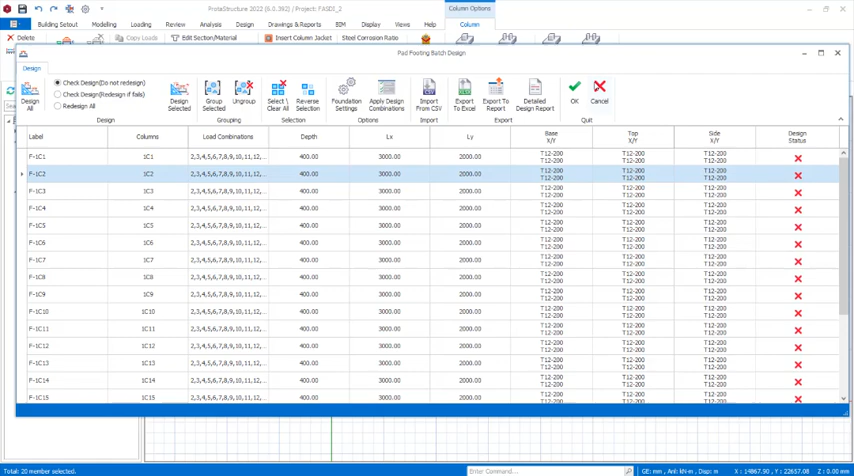 ProtaStructure 2022 (6.0.382) / Project: FASD1_2
Column Options
Building Setout Modelling Loading Review Analysis Design Drawings & Reports BIM Display Views Help Column
Delete Copy Loads Edit Section/Material Insert Column Jacket Steel Corrosion Ratio
Pad Footing Batch Design
Design
Check Design(Do not redesign)
Check Design(Redesign if fails)
Redesign All
Design All
Design Selected
Group Selected
Ungroup
Select \ Clear All
Reverse Selection
Foundation Settings
Apply Design Combinations
Import From CSV
Export To Excel
Export To Report
Detailed Design Report
OK
Cancel
Design Grouping Selection Options Import Export Quit
Label Columns Load Combinations Depth Lx Ly Base X/Y Top X/Y Side X/Y Design Status
F-1C1 1C1 2,3,4,5,6,7,8,9,10,11,12,... 400.00 3000.00 2000.00 T12-200 T12-200 T12-200
T12-200 T12-200 T12-200
F-1C2 1C2 2,3,4,5,6,7,8,9,10,11,12,... 400.00 3000.00 2000.00 T12-200 T12-200 T12-200
T12-200 T12-200 T12-200
F-1C3 1C3 2,3,4,5,6,7,8,9,10,11,12,... 400.00 3000.00 2000.00 T12-200 T12-200 T12-200
T12-200 T12-200 T12-200
F-1C4 1C4 2,3,4,5,6,7,8,9,10,11,12,... 400.00 3000.00 2000.00 T12-200 T12-200 T12-200
T12-200 T12-200 T12-200
F-1C5 1C5 2,3,4,5,6,7,8,9,10,11,12,... 400.00 3000.00 2000.00 T12-200 T12-200 T12-200
T12-200 T12-200 T12-200
F-1C6 1C6 2,3,4,5,6,7,8,9,10,11,12,... 400.00 3000.00 2000.00 T12-200 T12-200 T12-200
T12-200 T12-200 T12-200
F-1C7 1C7 2,3,4,5,6,7,8,9,10,11,12,... 400.00 3000.00 2000.00 T12-200 T12-200 T12-200
T12-200 T12-200 T12-200
F-1C8 1C8 2,3,4,5,6,7,8,9,10,11,12,... 400.00 3000.00 2000.00 T12-200 T12-200 T12-200
T12-200 T12-200 T12-200
F-1C9 1C9 2,3,4,5,6,7,8,9,10,11,12,... 400.00 3000.00 2000.00 T12-200 T12-200 T12-200
T12-200 T12-200 T12-200
F-1C10 1C10 2,3,4,5,6,7,8,9,10,11,12,... 400.00 3000.00 2000.00 T12-200 T12-200 T12-200
T12-200 T12-200 T12-200
F-1C11 1C11 2,3,4,5,6,7,8,9,10,11,12,... 400.00 3000.00 2000.00 T12-200 T12-200 T12-200
T12-200 T12-200 T12-200
F-1C12 1C12 2,3,4,5,6,7,8,9,10,11,12,... 400.00 3000.00 2000.00 T12-200 T12-200 T12-200
T12-200 T12-200 T12-200
F-1C13 1C13 2,3,4,5,6,7,8,9,10,11,12,... 400.00 3000.00 2000.00 T12-200 T12-200 T12-200
T12-200 T12-200 T12-200
F-1C14 1C14 2,3,4,5,6,7,8,9,10,11,12,... 400.00 3000.00 2000.00 T12-200 T12-200 T12-200
T12-200 T12-200 T12-200
F-1C15 1C15 2,3,4,5,6,7,8,9,10,11,12,... 400.00 3000.00 2000.00 T12-200 T12-200 T12-200
T12-200 T12-200 T12-200
Total: 20 member selected. Enter Command... GE: mm, Anl: kN-m, Disp: m X : 14867.90 , Y : 22657.08 Z : 0.00 mm